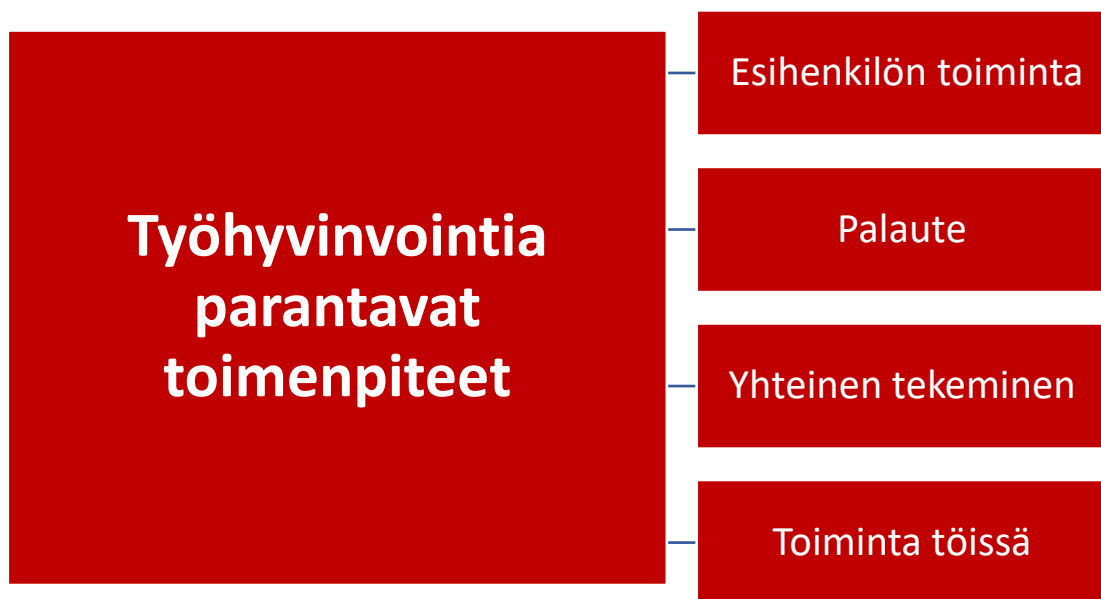 Työhyvinvointia
parantavat
toimenpiteet
Esihenkilön toiminta
Palaute
Yhteinen tekeminen
Toiminta töissä